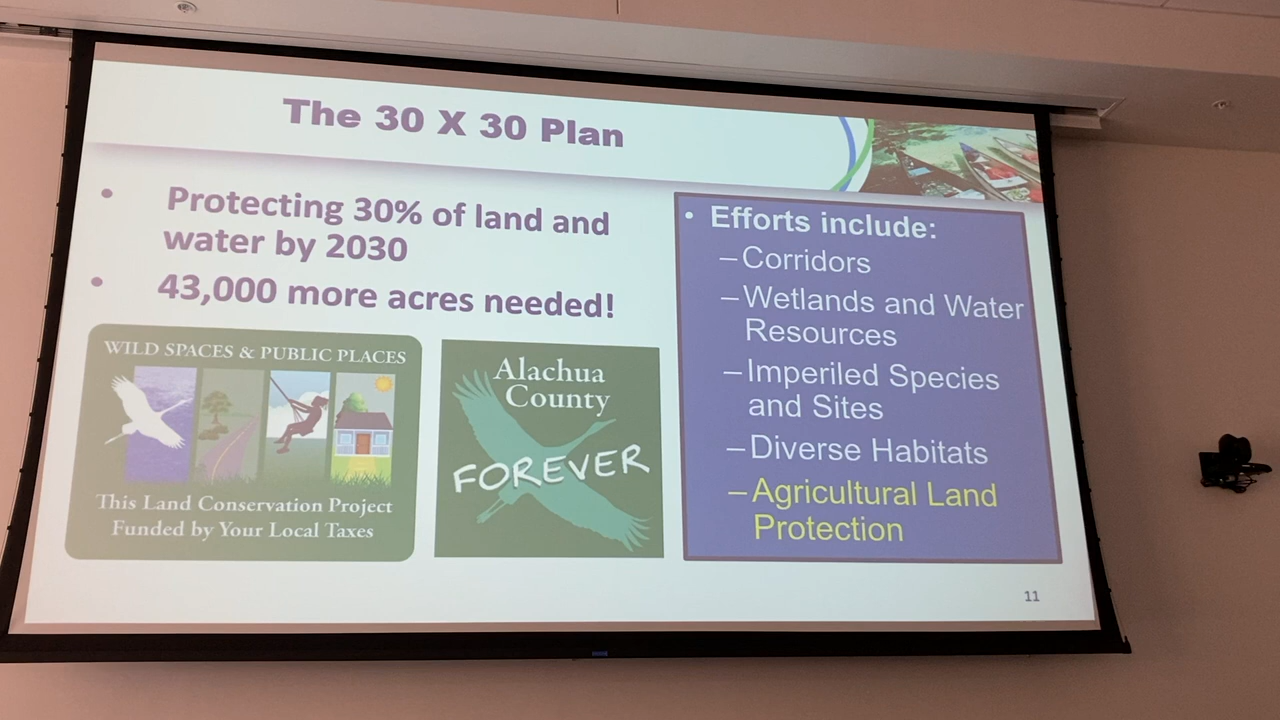 The 30 X 30 Plan
• Protecting 30% of land and
water by 2030
• 43,000 more acres needed!
WILD SPACES & PUBLIC PLACES
This Land Conservation Project
Funded by Your Local Taxes
Alachua
County
FOREVER
• Efforts include:
–Corridors
–Wetlands and Water
Resources
–Imperiled Species
and Sites
–Diverse Habitats
–Agricultural Land
Protection
11